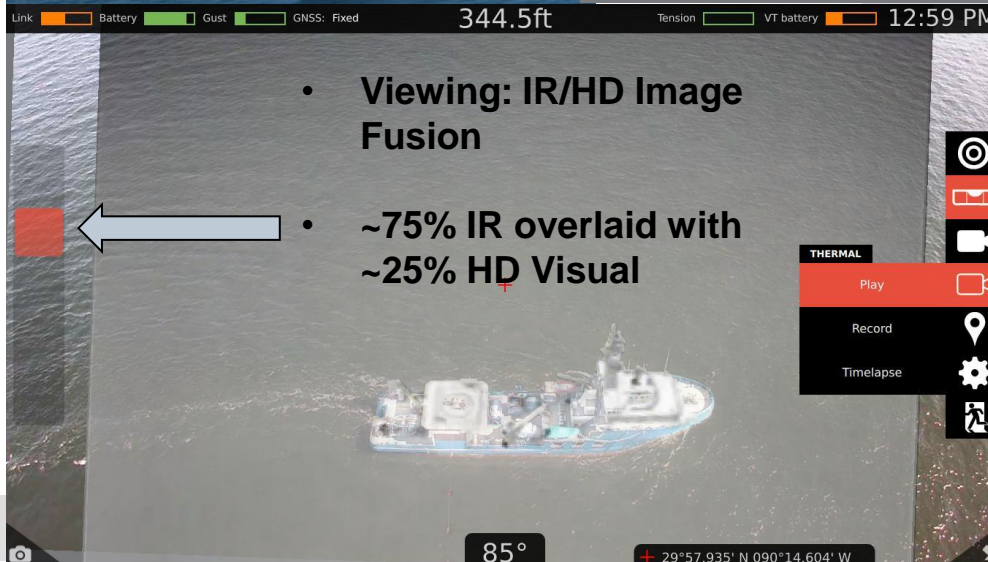 Link Battery Gust GNSS: Fixed 344.5ft Tension VT battery 12:59 PM
• Viewing: IR/HD Image
Fusion
• ~75% IR overlaid with
~25% HD Visual
THERMAL
Play
Record
Timelapse
85°
29°57.935' N 090°14.604' W